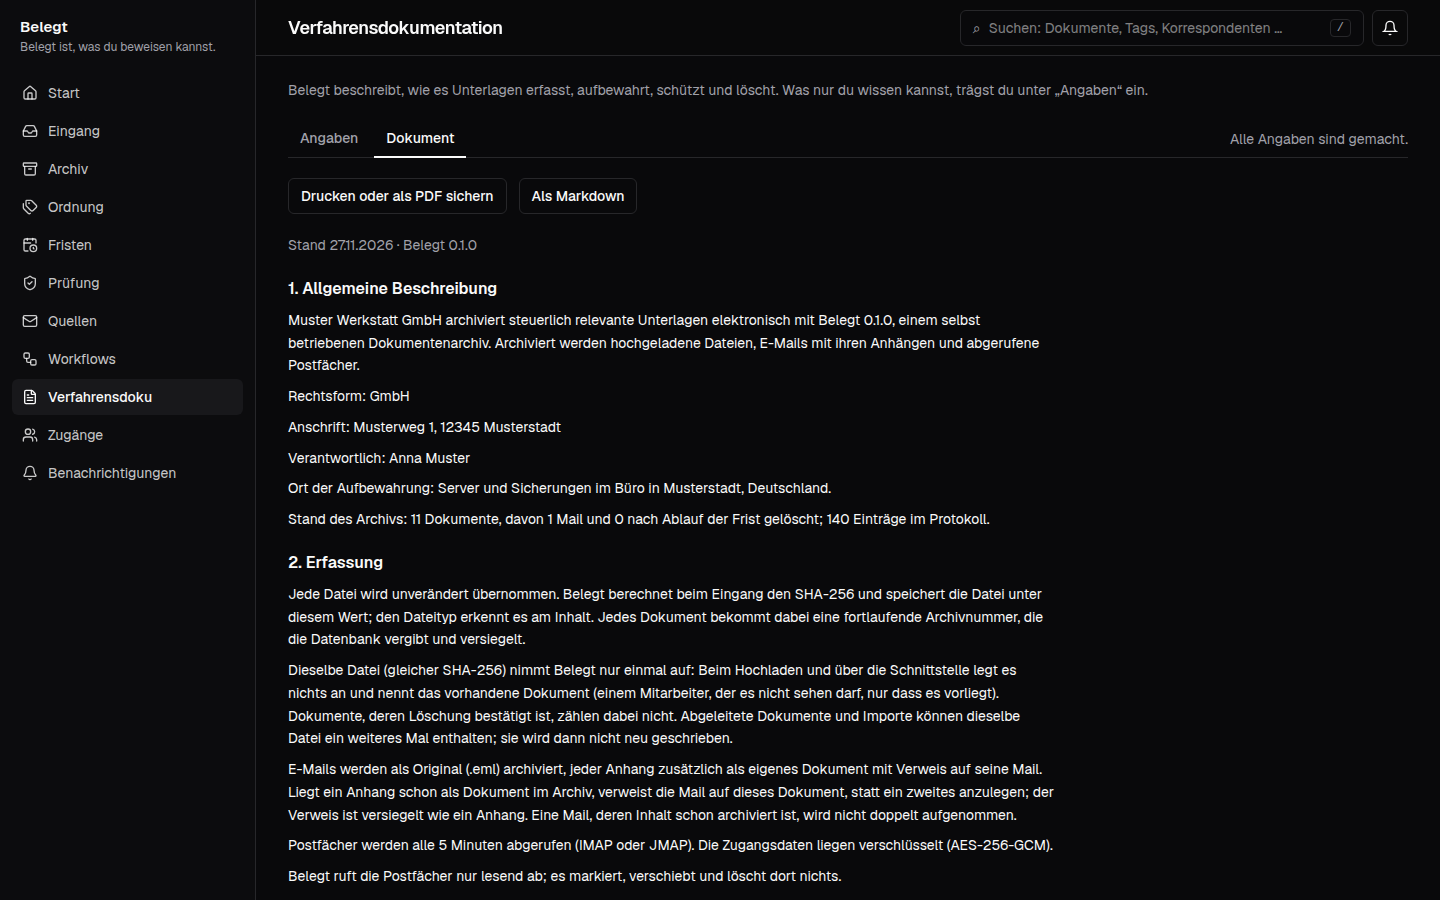 Belegt
Belegt ist, was du beweisen kannst.
Start
Eingang
Archiv
Ordnung
Fristen
Prüfung
Quellen
Workflows
Verfahrensdoku
Zugänge
Benachrichtigungen
Verfahrensdokumentation
Suchen: Dokumente, Tags, Korrespondenten …
/
Belegt beschreibt, wie es Unterlagen erfasst, aufbewahrt, schützt und löscht. Was nur du wissen kannst, trägst du unter „Angaben“ ein.
Angaben
Dokument
Alle Angaben sind gemacht.
Drucken oder als PDF sichern
Als Markdown
Stand 27.11.2026 · Belegt 0.1.0
1. Allgemeine Beschreibung
Muster Werkstatt GmbH archiviert steuerlich relevante Unterlagen elektronisch mit Belegt 0.1.0, einem selbst
betriebenen Dokumentenarchiv. Archiviert werden hochgeladene Dateien, E-Mails mit ihren Anhängen und abgerufene
Postfächer.
Rechtsform: GmbH
Anschrift: Musterweg 1, 12345 Musterstadt
Verantwortlich: Anna Muster
Ort der Aufbewahrung: Server und Sicherungen im Büro in Musterstadt, Deutschland.
Stand des Archivs: 11 Dokumente, davon 1 Mail und 0 nach Ablauf der Frist gelöscht; 140 Einträge im Protokoll.
2. Erfassung
Jede Datei wird unverändert übernommen. Belegt berechnet beim Eingang den SHA-256 und speichert die Datei unter
diesem Wert; den Dateityp erkennt es am Inhalt. Jedes Dokument bekommt dabei eine fortlaufende Archivnummer, die
die Datenbank vergibt und versiegelt.
Dieselbe Datei (gleicher SHA-256) nimmt Belegt nur einmal auf: Beim Hochladen und über die Schnittstelle legt es
nichts an und nennt das vorhandene Dokument (einem Mitarbeiter, der es nicht sehen darf, nur dass es vorliegt).
Dokumente, deren Löschung bestätigt ist, zählen dabei nicht. Abgeleitete Dokumente und Importe können dieselbe
Datei ein weiteres Mal enthalten; sie wird dann nicht neu geschrieben.
E-Mails werden als Original (.eml) archiviert, jeder Anhang zusätzlich als eigenes Dokument mit Verweis auf seine Mail.
Liegt ein Anhang schon als Dokument im Archiv, verweist die Mail auf dieses Dokument, statt ein zweites anzulegen; der
Verweis ist versiegelt wie ein Anhang. Eine Mail, deren Inhalt schon archiviert ist, wird nicht doppelt aufgenommen.
Postfächer werden alle 5 Minuten abgerufen (IMAP oder JMAP). Die Zugangsdaten liegen verschlüsselt (AES-256-GCM).
Belegt ruft die Postfächer nur lesend ab; es markiert, verschiebt und löscht dort nichts.